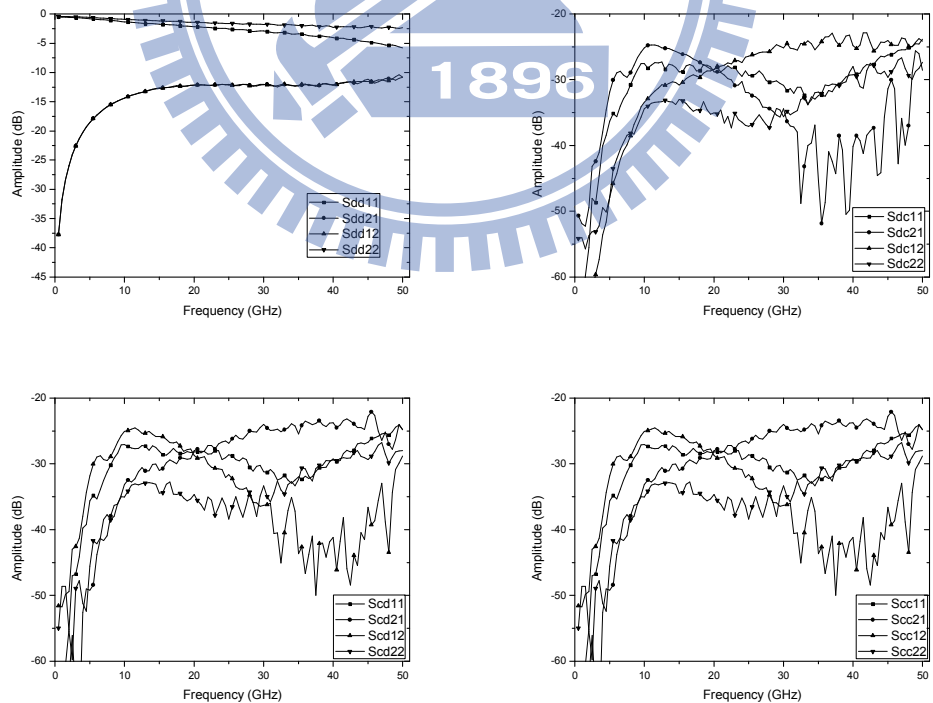 0
-5
-10
-15
-20
-25
-30
-35
-40
-45
Amplitude (dB)
0 10 20 30 40 50
Frequency (GHz)
Sdd11
Sdd21
Sdd12
Sdd22
1896
-20
-30
-40
-50
-60
Amplitude (dB)
0 10 20 30 40 50
Frequency (GHz)
Sdc11
Sdc21
Sdc12
Sdc22
-20
-30
-40
-50
-60
Amplitude (dB)
0 10 20 30 40 50
Frequency (GHz)
Scd11
Scd21
Scd12
Scd22
-20
-30
-40
-50
-60
Amplitude (dB)
0 10 20 30 40 50
Frequency (GHz)
Scc11
Scc21
Scc12
Scc22